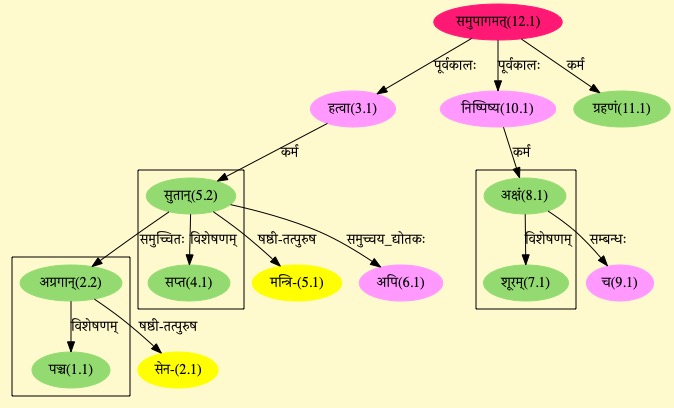 समुपागमत्(12.1)
पूर्वकालः पूर्वकालः कर्म
हत्वा(3.1) निष्पिष्य(10.1) ग्रहणं(11.1)
कर्म कर्म
सुतान्(5.2) अक्षं(8.1)
समुच्चितः विशेषणम् षष्ठी-तत्पुरुष समुच्चय_द्योतकः विशेषणम् सम्बन्धः
अग्रगान्(2.2) सप्त(4.1) मन्त्रि-(5.1) अपि(6.1) शूरम्(7.1) च(9.1)
विशेषणम् षष्ठी-तत्पुरुष
पञ्च(1.1) सेन-(2.1)